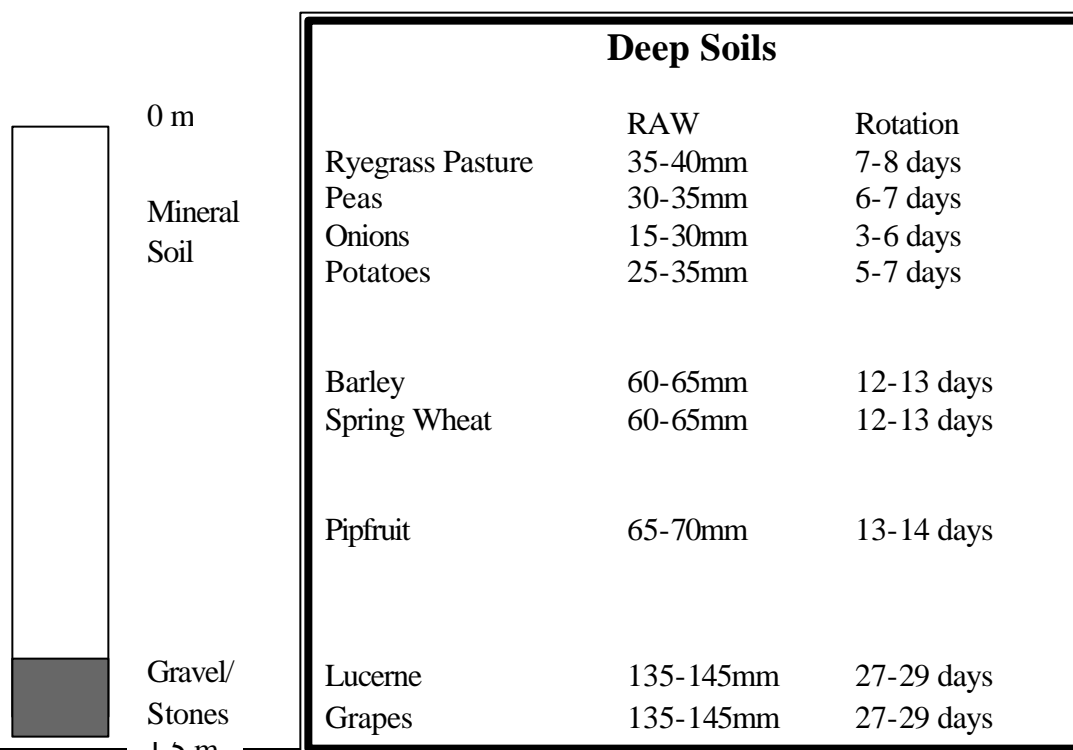 Deep Soils
0 m
RAW Rotation
Ryegrass Pasture 35-40mm 7-8 days
Peas 30-35mm 6-7 days
Mineral
Soil
Onions 15-30mm 3-6 days
Potatoes 25-35mm 5-7 days
Barley 60-65mm 12-13 days
Spring Wheat 60-65mm 12-13 days
Pipfruit 65-70mm 13-14 days
Gravel/
Stones
Lucerne 135-145mm 27-29 days
Grapes 135-145mm 27-29 days
1.5 m